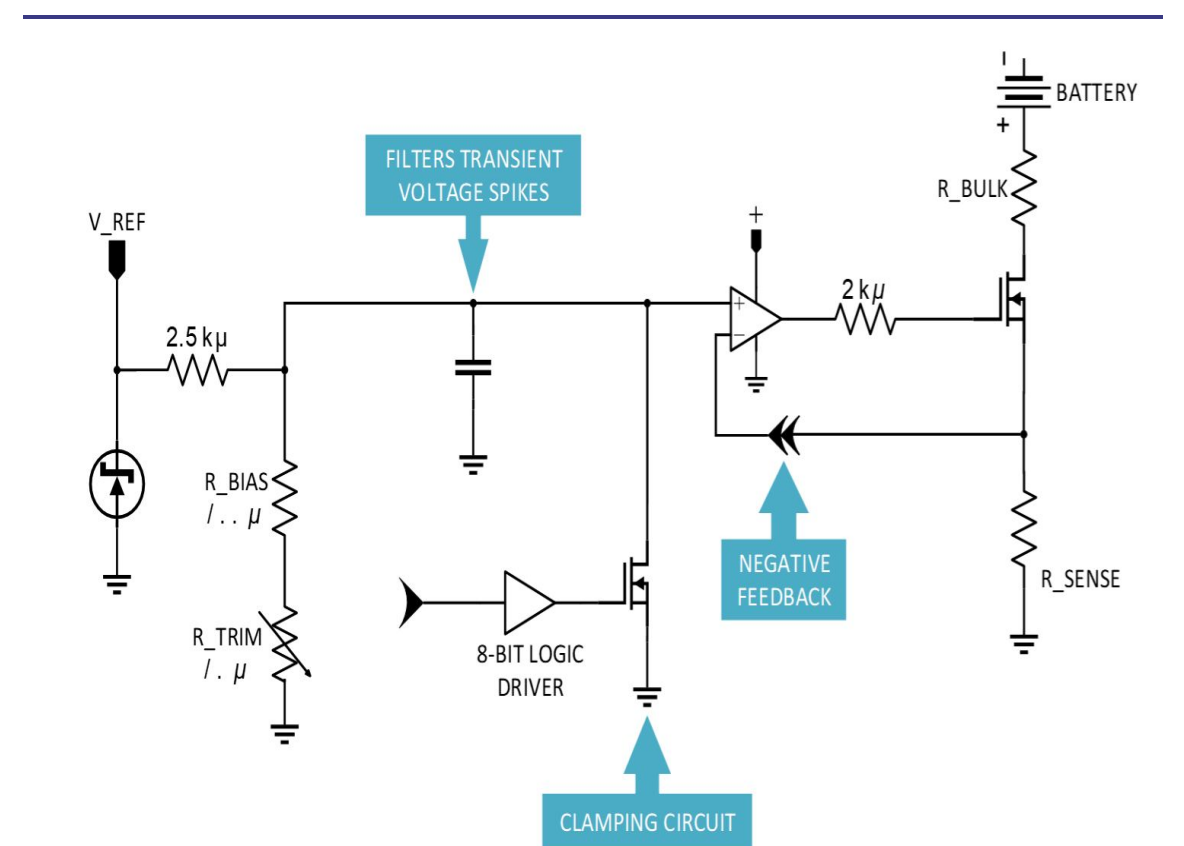 BATTERY
FILTERS TRANSIENT
VOLTAGE SPIKES
R_BULK
V_REF
2 kμ
2.5 kμ
R_BIAS
/ . . μ
NEGATIVE
FEEDBACK
R_SENSE
R_TRIM
/ . μ
8-BIT LOGIC
DRIVER
CLAMPING CIRCUIT